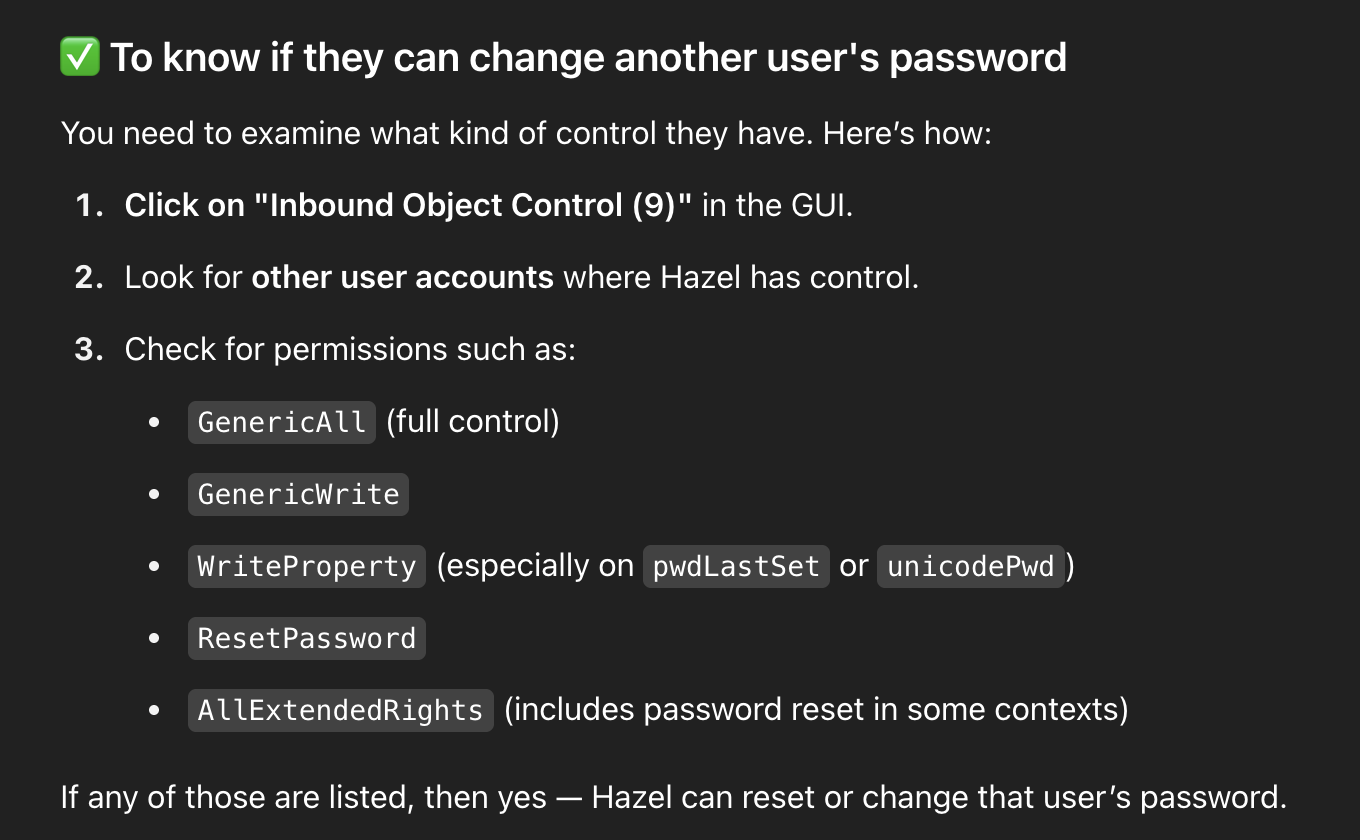 ✅ To know if they can change another user's password
You need to examine what kind of control they have. Here’s how:
1. Click on "Inbound Object Control (9)" in the GUI.
2. Look for other user accounts where Hazel has control.
3. Check for permissions such as:
• GenericAll (full control)
• GenericWrite
• WriteProperty (especially on pwdLastSet or unicodePwd)
• ResetPassword
• AllExtendedRights (includes password reset in some contexts)
If any of those are listed, then yes — Hazel can reset or change that user’s password.